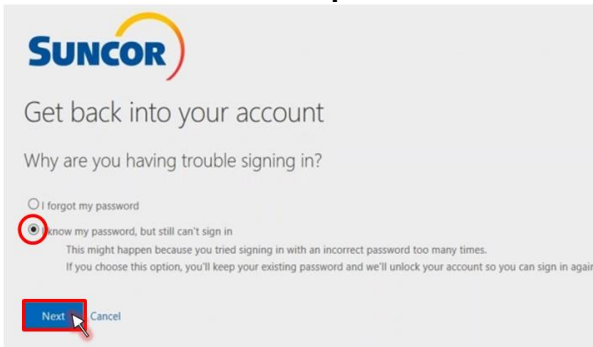 SUNCOR
Get back into your account
Why are you having trouble signing in?
I forgot my password
I know my password, but still can't sign in
This might happen because you tried signing in with an incorrect password too many times.
If you choose this option, you'll keep your existing password and we'll unlock your account so you can sign in again
Next Cancel